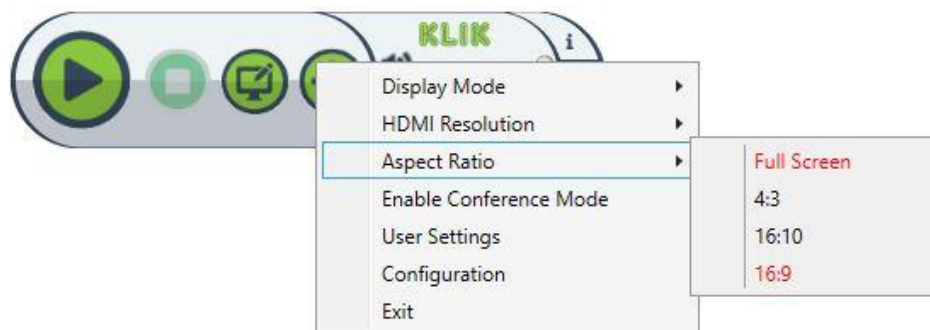 KLIK
i
Display Mode
HDMI Resolution
Aspect Ratio
Full Screen
4:3
16:10
16:9
Enable Conference Mode
User Settings
Configuration
Exit